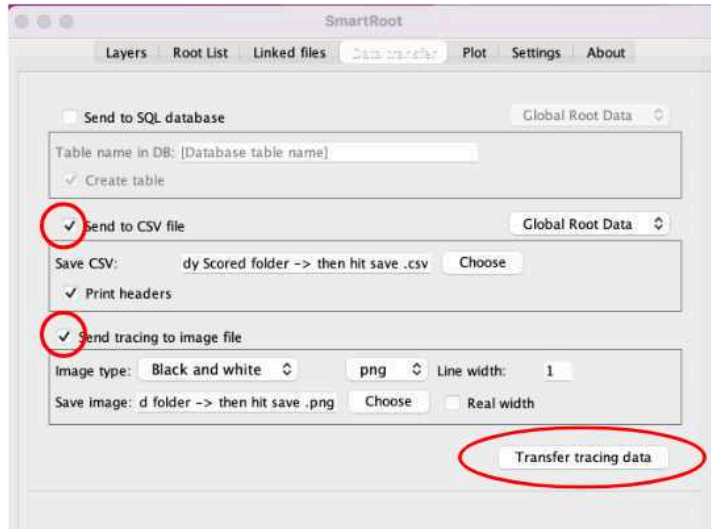 SmartRoot
Layers Root List Linked files Data transfer Plot Settings About
Send to SQL database Global Root Data
Table name in DB: [Database table name]
Create table
Send to CSV file Global Root Data
Save CSV: dy Scored folder -> then hit save .csv Choose
Print headers
Send tracing to image file
Image type: Black and white png Line width: 1
Save image: d folder -> then hit save .png Choose Real width
Transfer tracing data